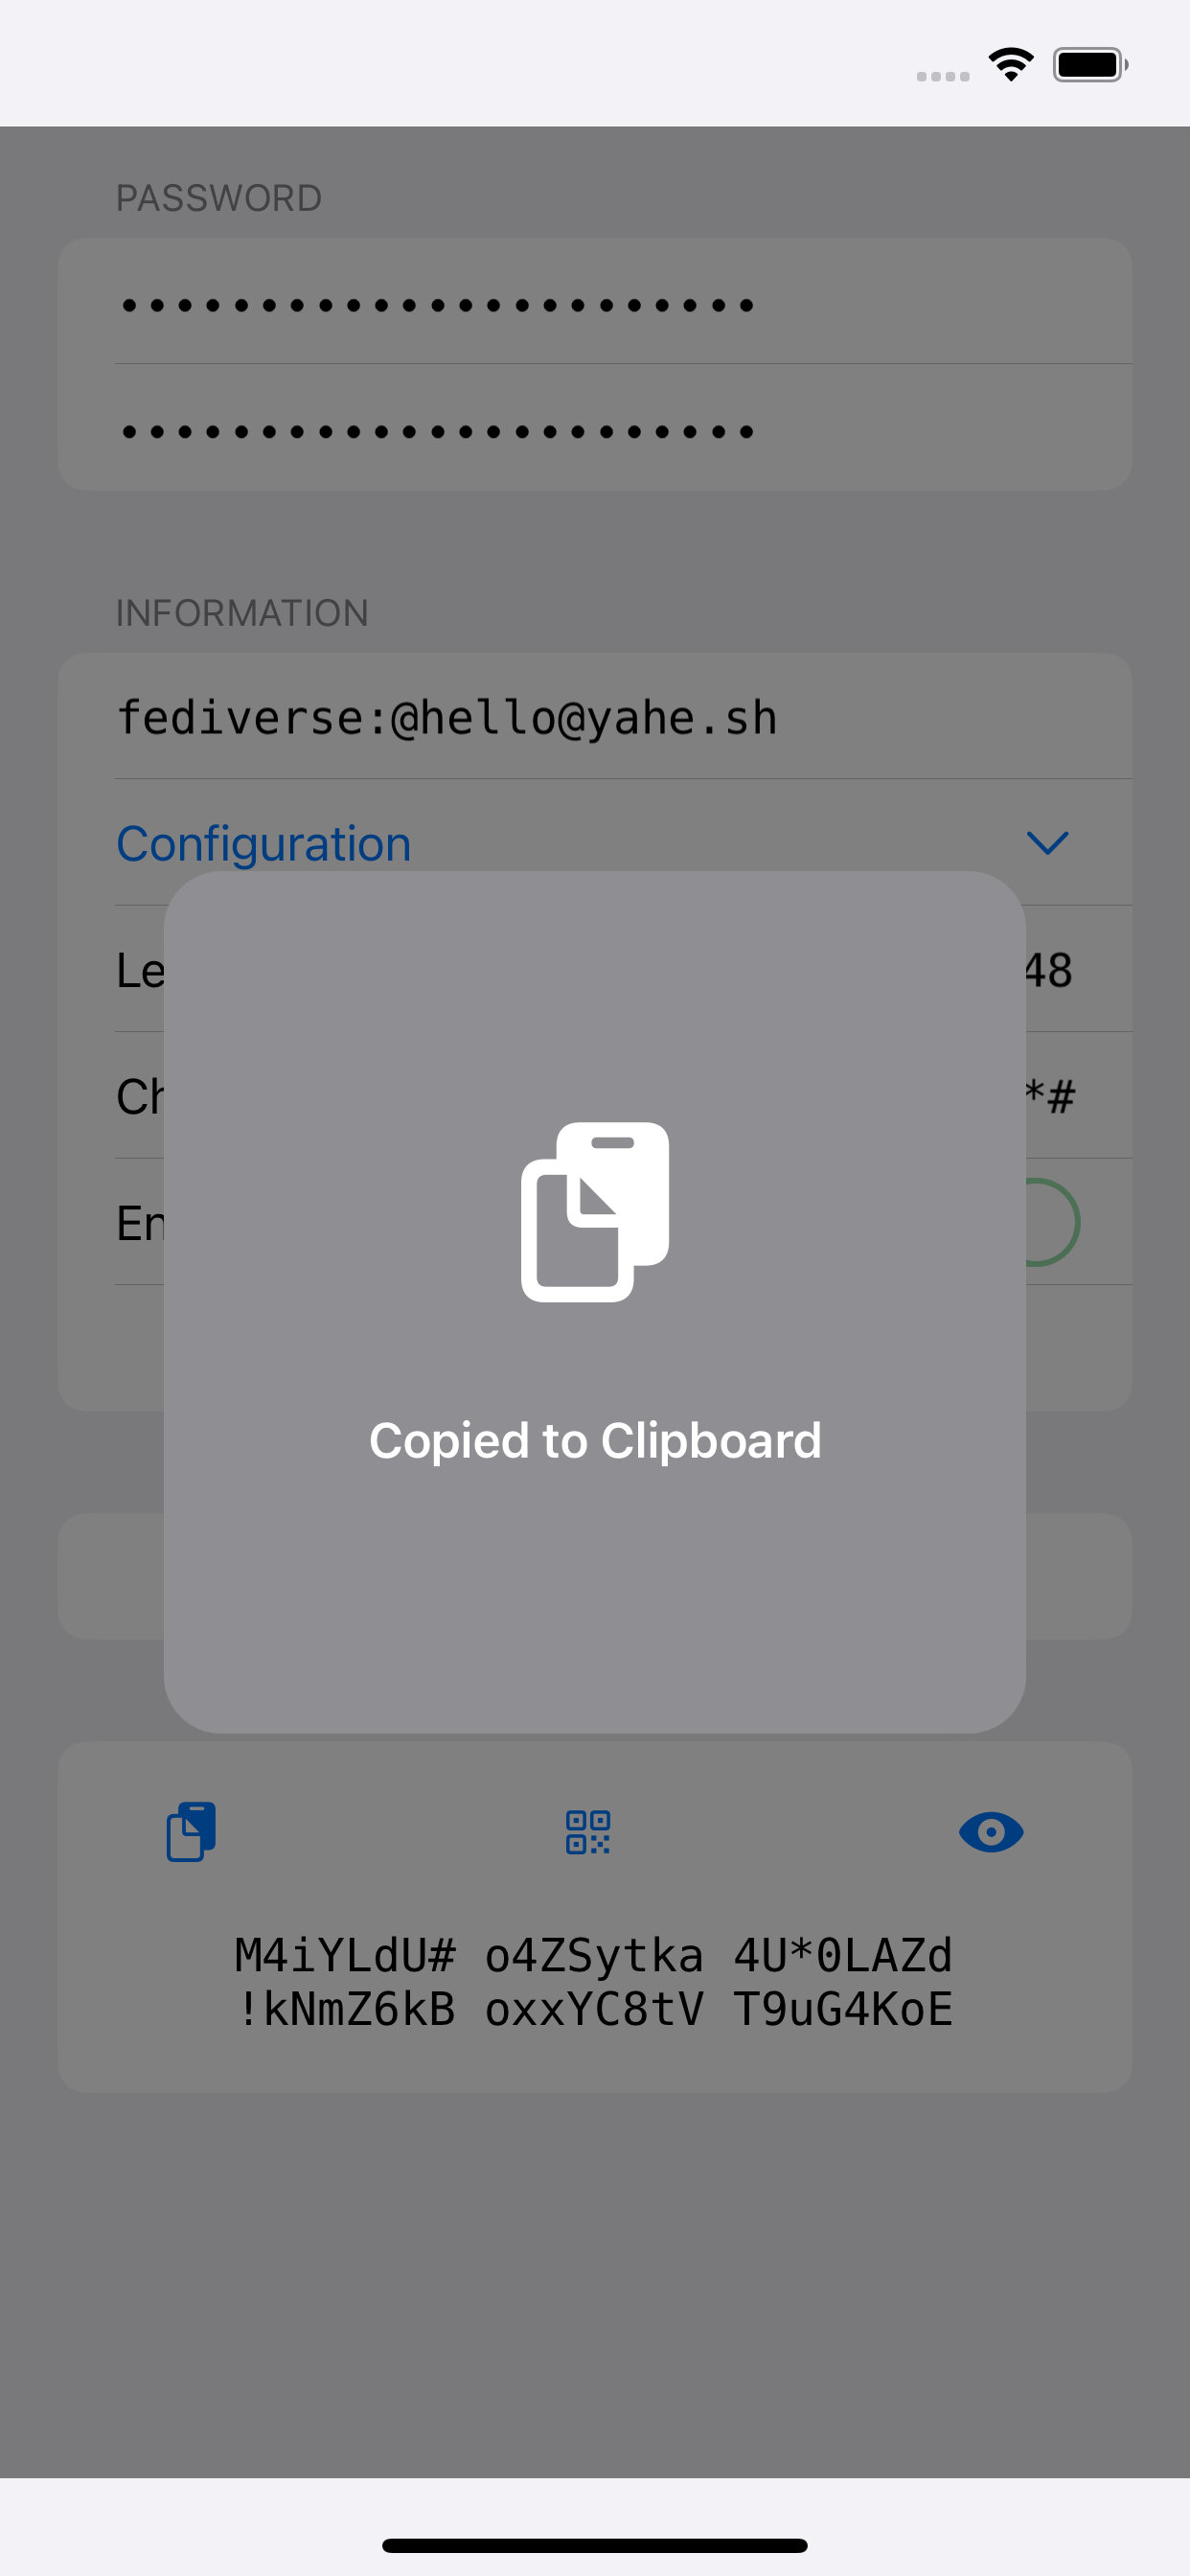 PASSWORD
•••••••••••••••••••••••
•••••••••••••••••••••••
INFORMATION
fediverse:@hello@yahe.sh
Configuration
Le
48
Ch
*#
En
Copied to Clipboard
M4iYLdU# o4ZSytka 4U*0LAZd
!kNmZ6kB oxxYC8tV T9uG4KoE